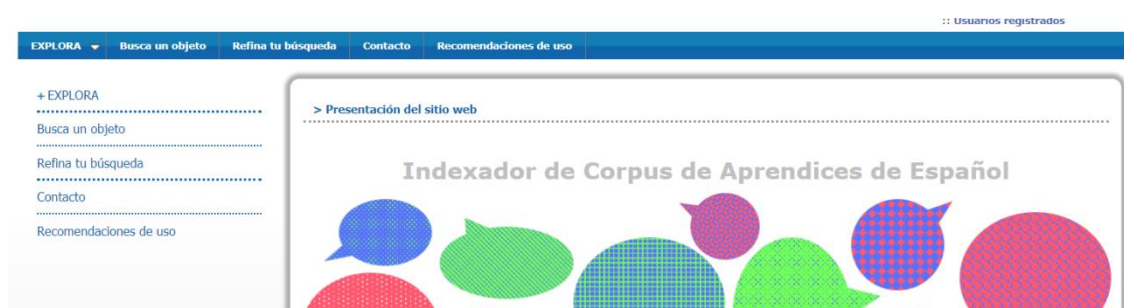 :: Usuarios registrados
EXPLORA Busca un objeto Refina tu búsqueda Contacto Recomendaciones de uso
+ EXPLORA
Busca un objeto
Refina tu búsqueda
Contacto
Recomendaciones de uso
> Presentación del sitio web
Indexador de Corpus de Aprendices de Español